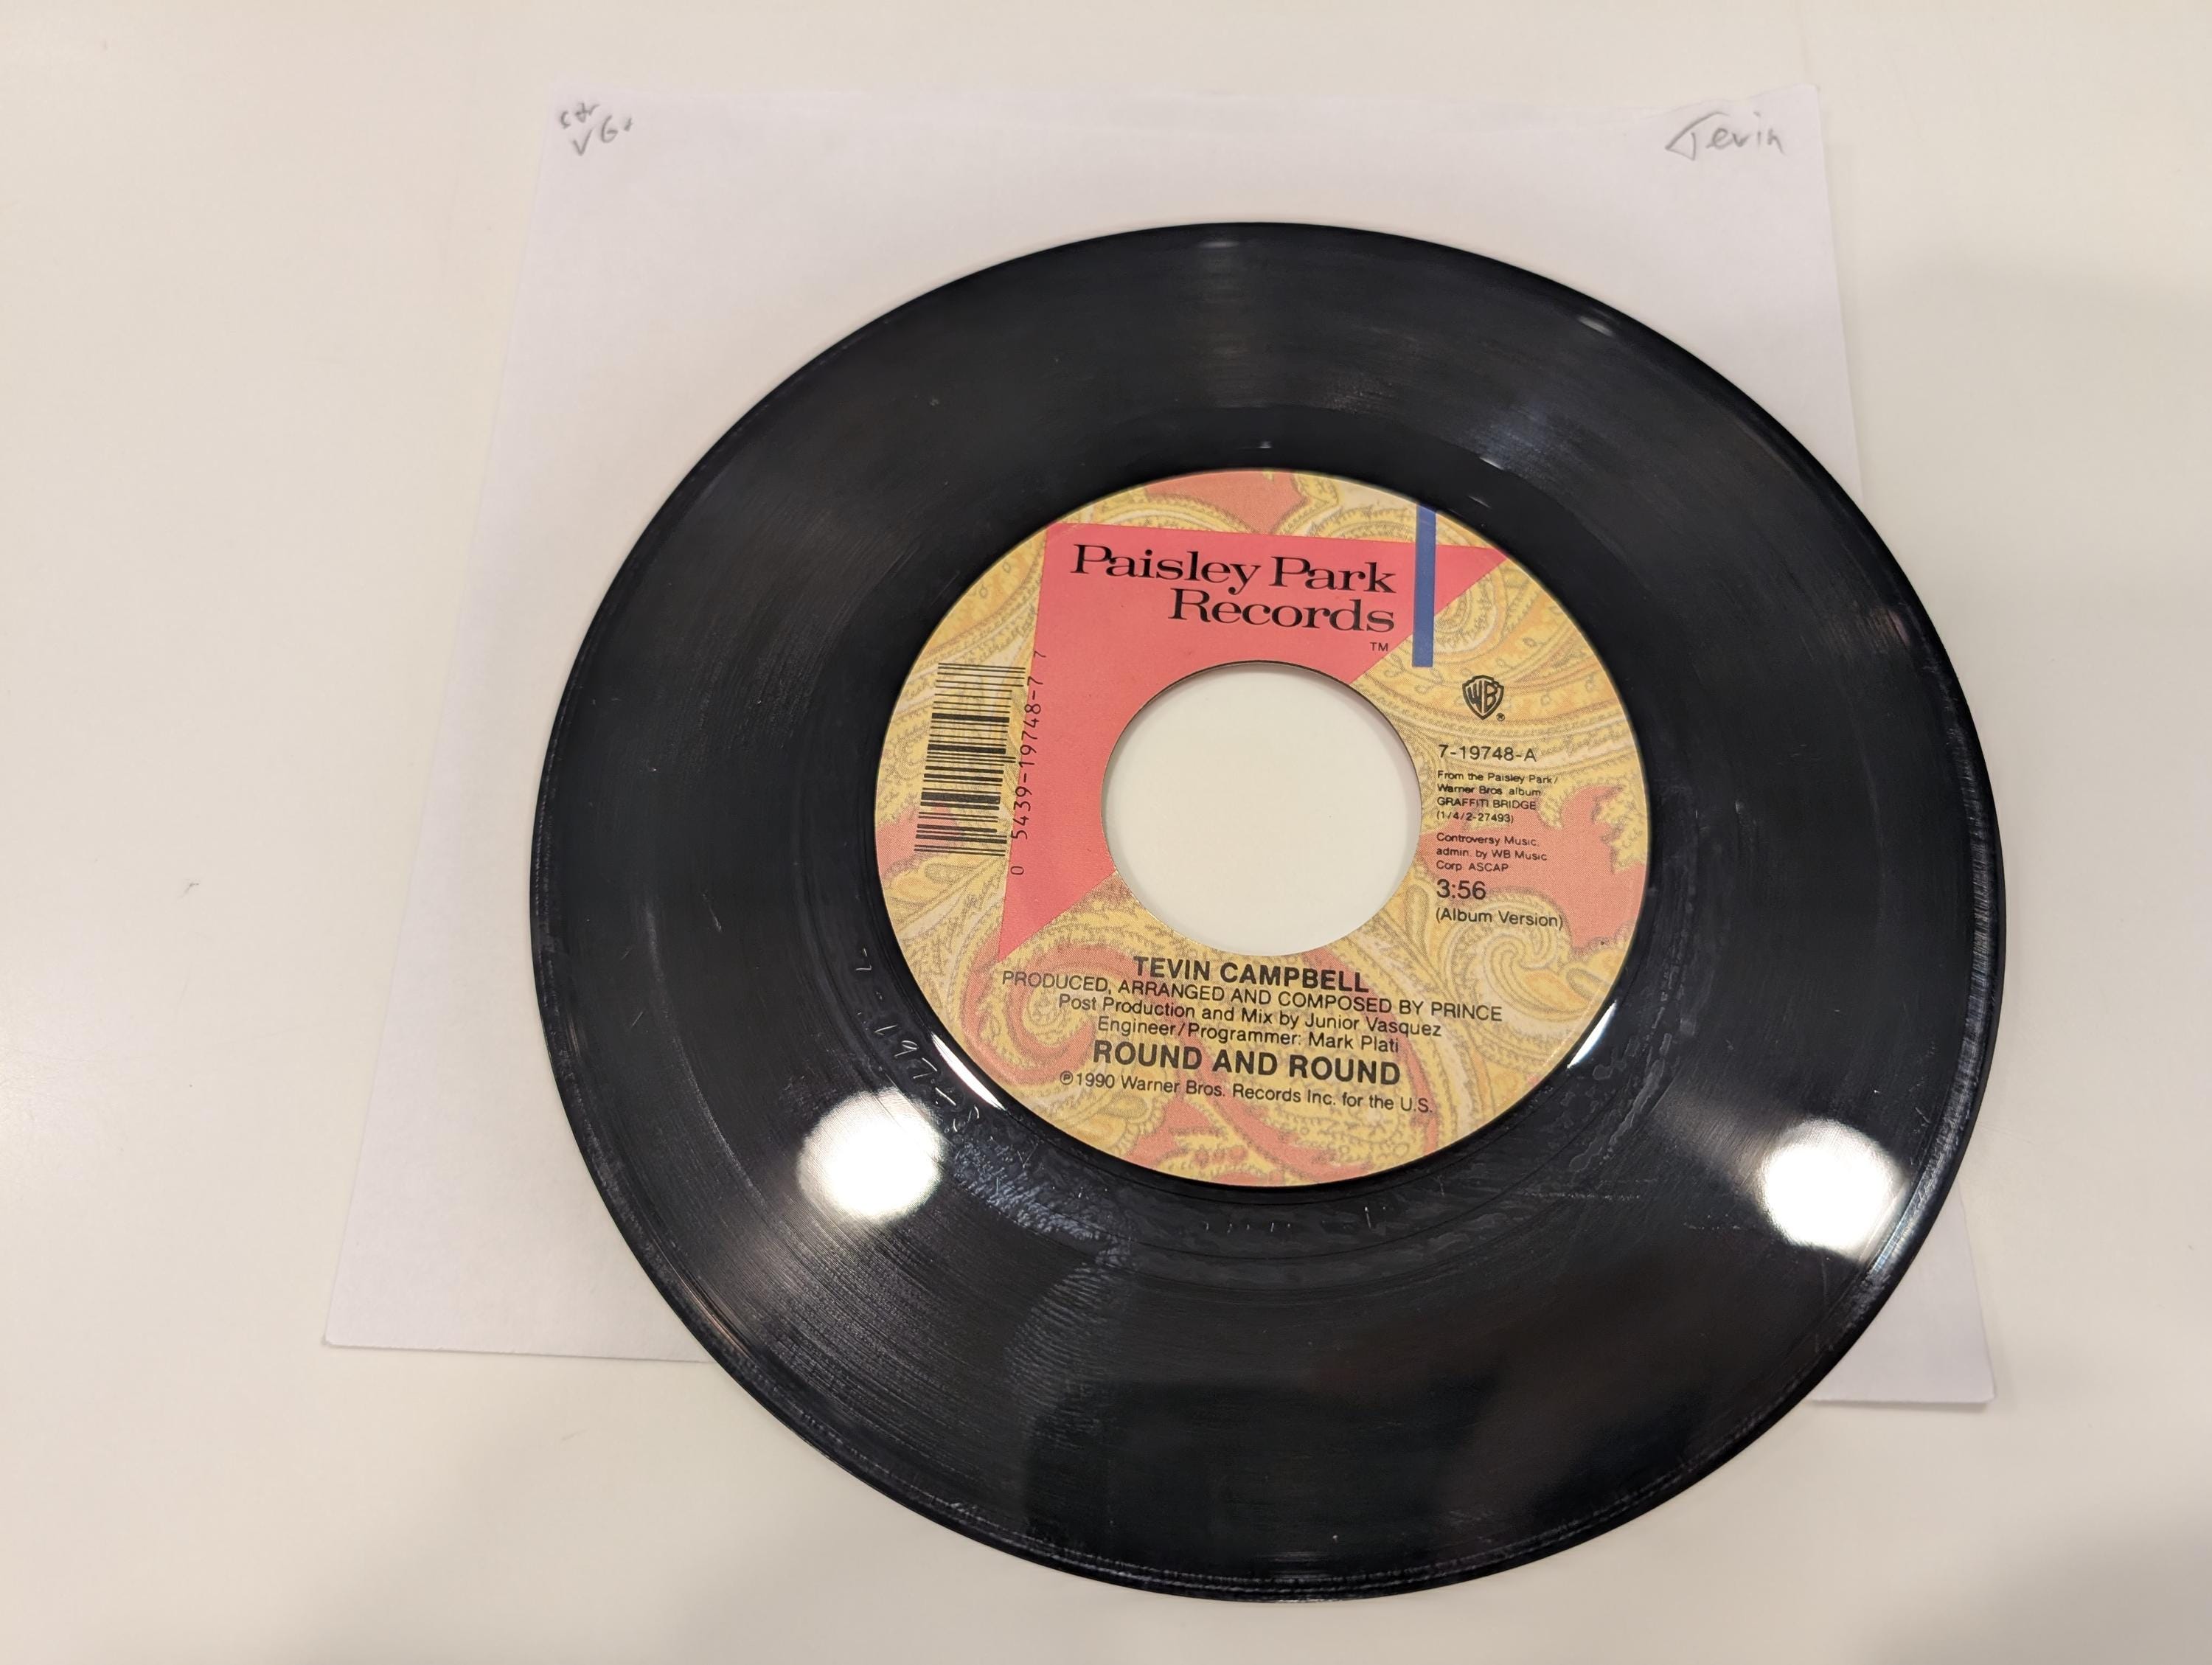 VG+
Tevin
Paisley Park
Records
TM
WB®
7-19748-A
From the Paisley Park/
Warner Bros. album
GRAFFITI BRIDGE
(1/4/2-27493)
Controversy Music,
admin. by WB Music
Corp. ASCAP
3:56
(Album Version)
0 5439-19748-7 7
TEVIN CAMPBELL
PRODUCED, ARRANGED AND COMPOSED BY PRINCE
Post Production and Mix by Junior Vasquez
Engineer/Programmer: Mark Plati
ROUND AND ROUND
℗1990 Warner Bros. Records Inc. for the U.S.